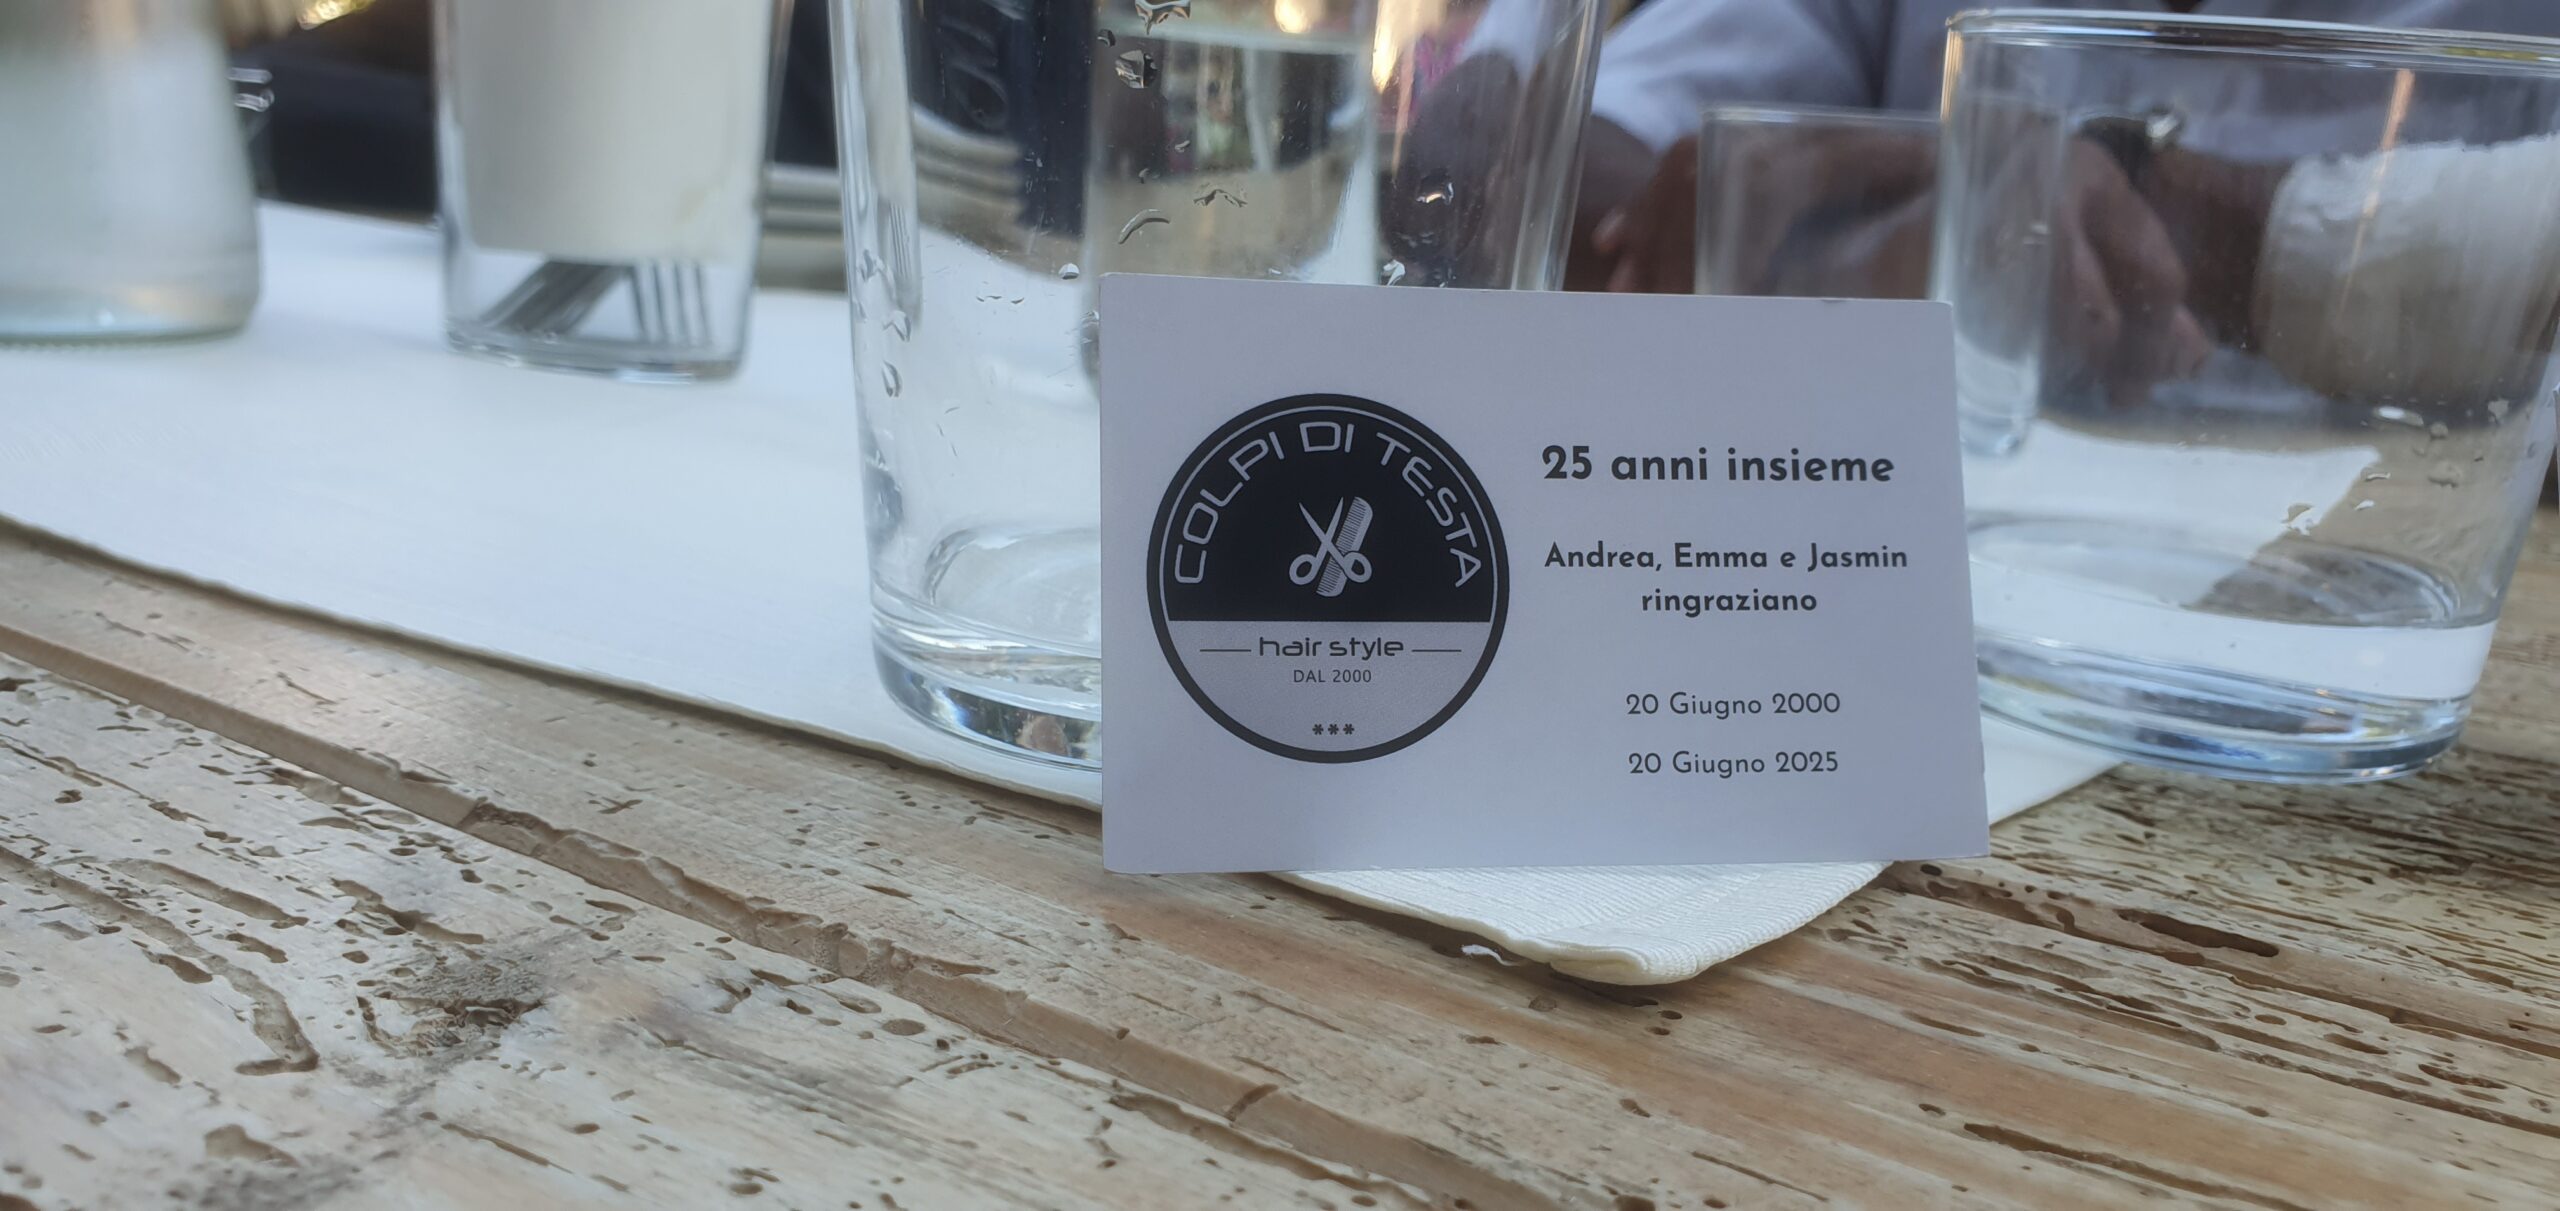 COLPI DI TESTA
hair style
DAL 2000
***
25 anni insieme
Andrea, Emma e Jasmin
ringraziano
20 Giugno 2000
20 Giugno 2025